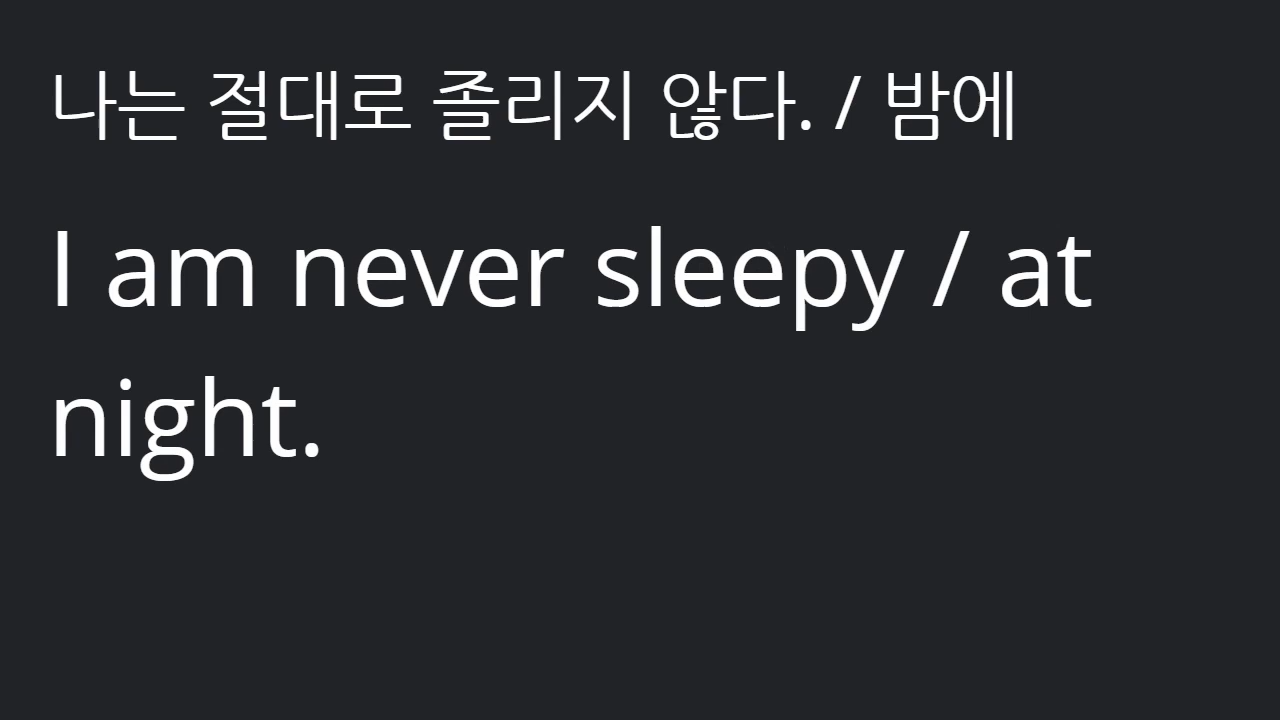 나는 절대로 졸리지 않다. / 밤에
I am never sleepy / at
night.